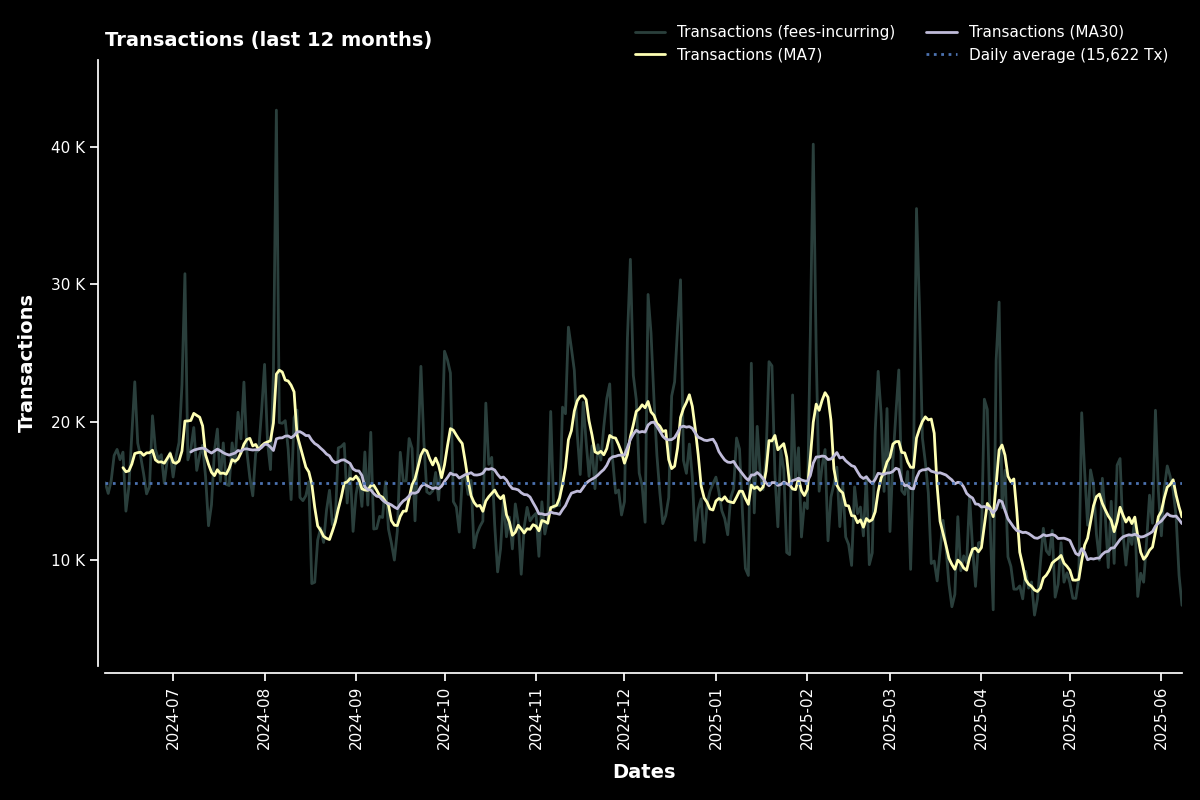 Transactions (last 12 months)
Transactions (fees-incurring)
Transactions (MA7)
Transactions (MA30)
Daily average (15,622 Tx)
Transactions
40 K
30 K
20 K
10 K
2024-07
2024-08
2024-09
2024-10
2024-11
2024-12
2025-01
2025-02
2025-03
2025-04
2025-05
2025-06
Dates